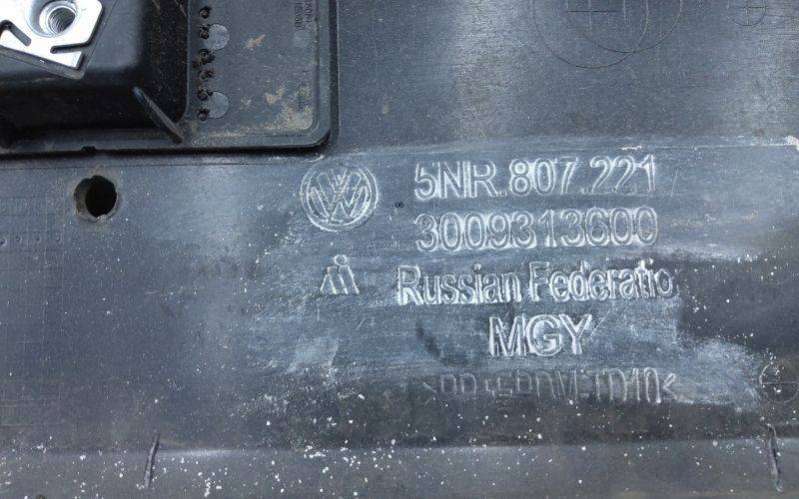 5NR.807.221
3009313600
Russian Federatio
MGY